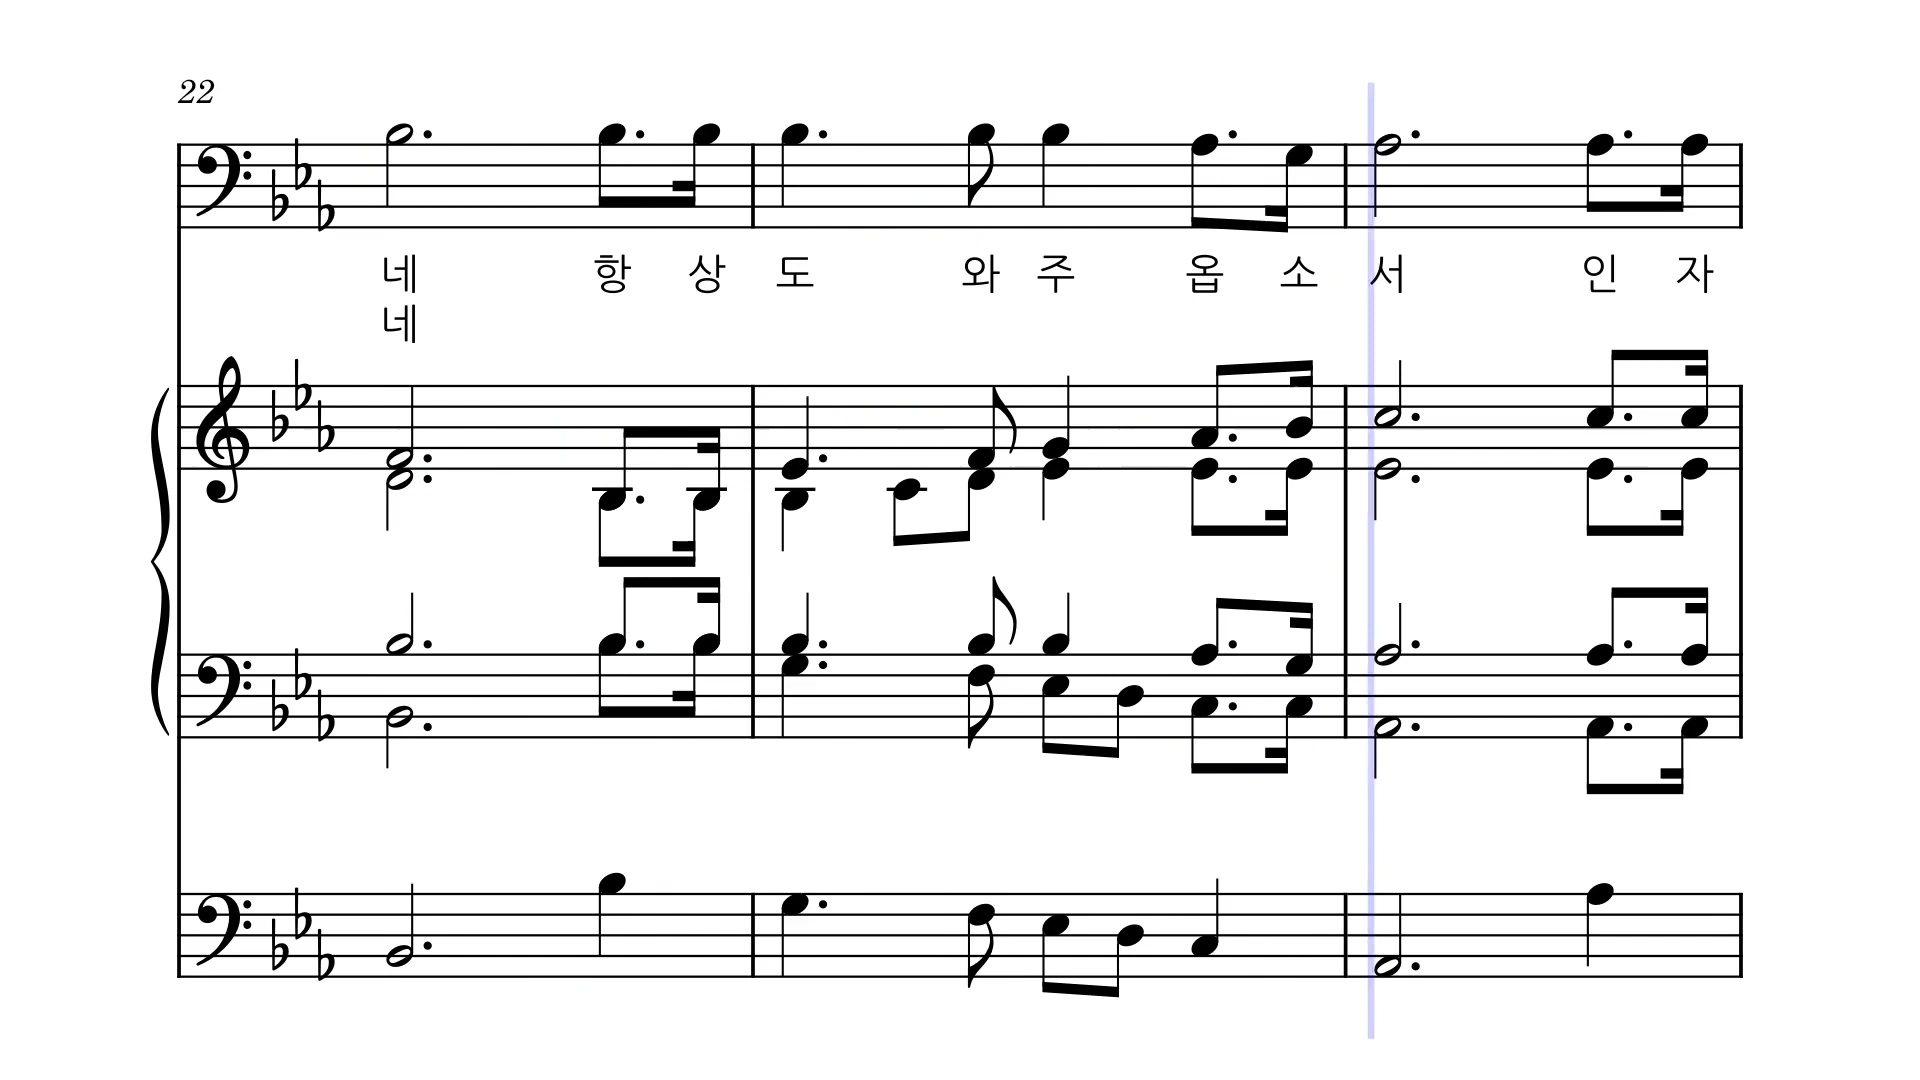 22
네 항 상 도 와 주 옵 소 서 인 자
네